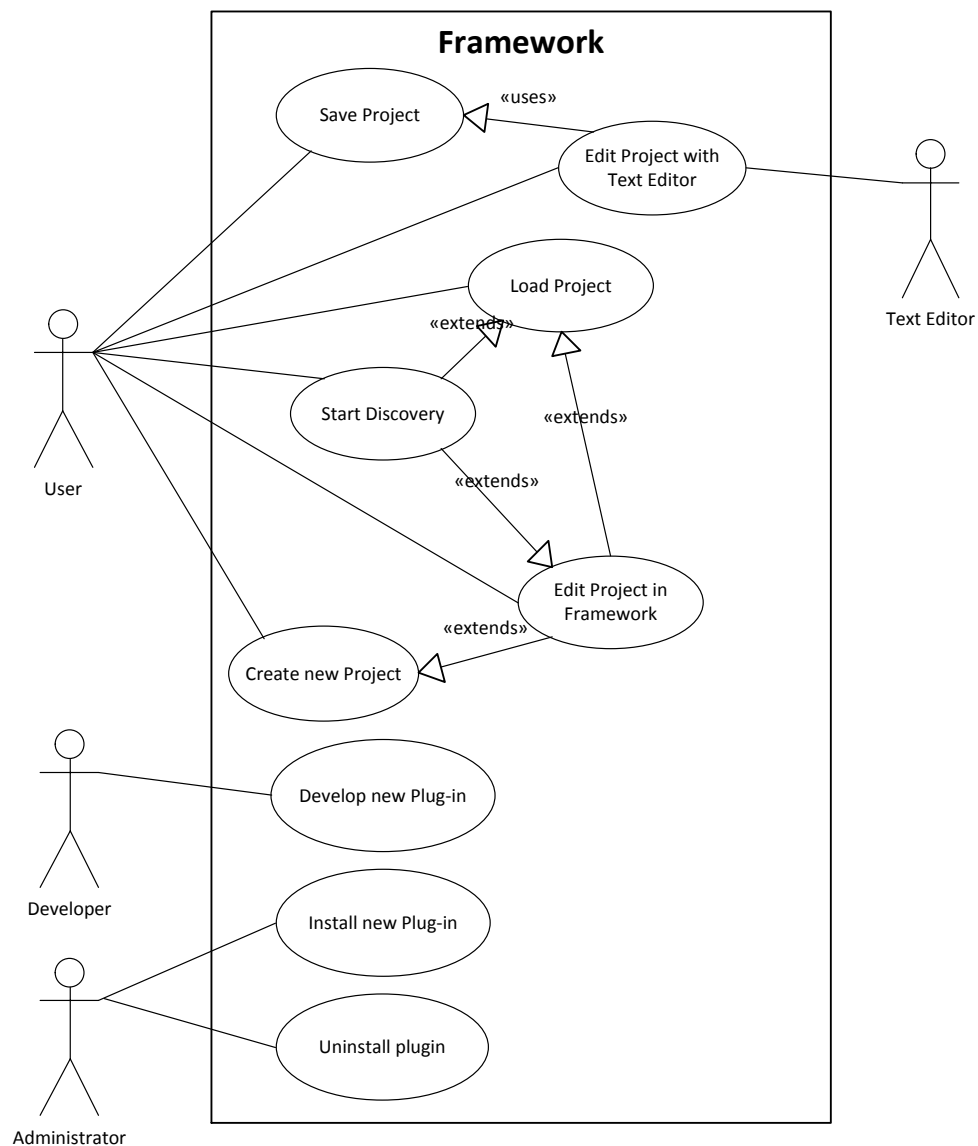 Framework
«uses»
Save Project
Edit Project with
Text Editor
Load Project
Text Editor
«extends»
Start Discovery
«extends»
«extends»
User
Edit Project in
Framework
«extends»
Create new Project
Develop new Plug-in
Developer
Install new Plug-in
Uninstall plugin
Administrator